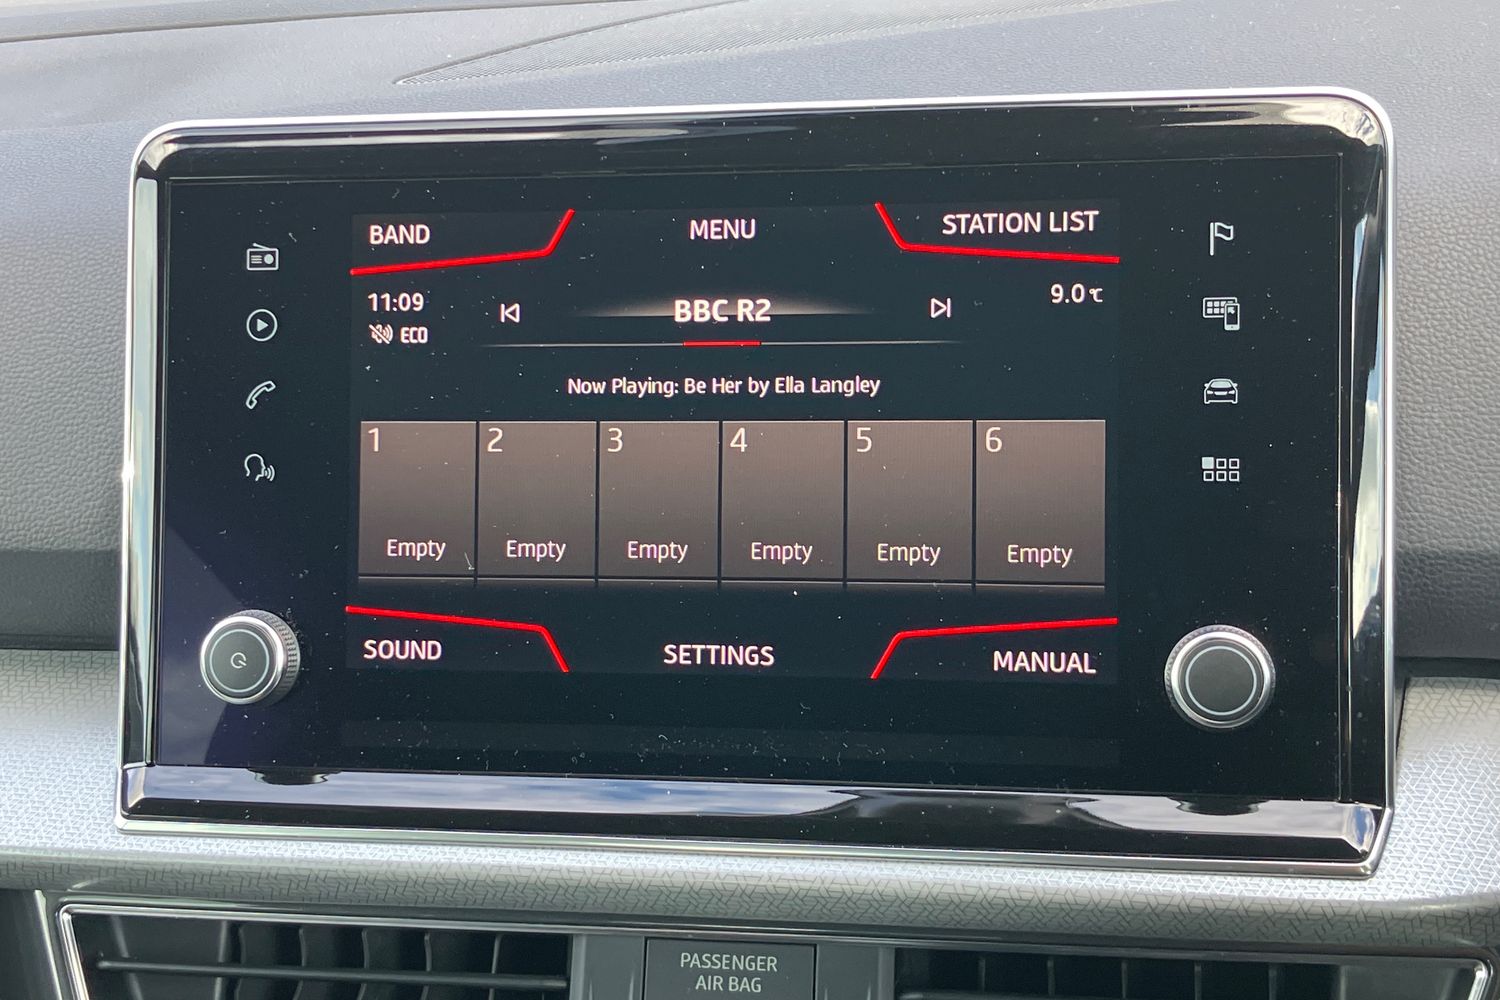 BAND MENU STATION LIST
11:09 BBC R2 9.0℃
ECO
Now Playing: Be Her by Ella Langley
1 2 3 4 5 6
Empty Empty Empty Empty Empty Empty
SOUND SETTINGS MANUAL
PASSENGER
AIR BAG